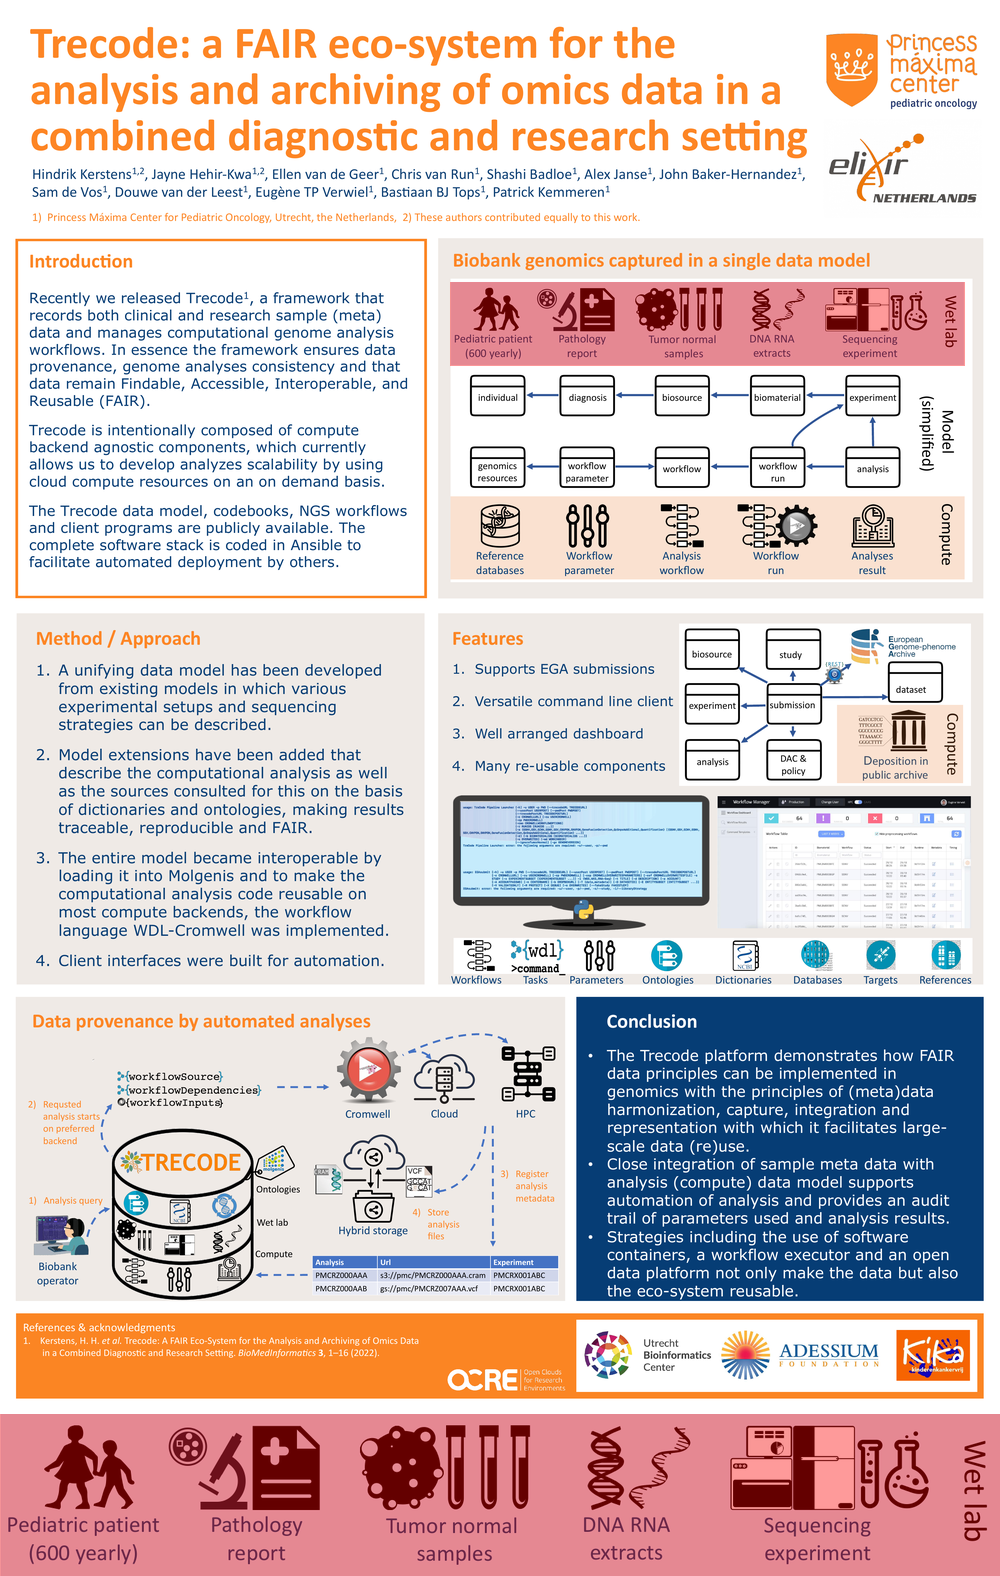 Trecode: a FAIR eco-system for the
analysis and archiving of omics data in a
combined diagnostic and research setting
Princess
máxima
center
pediatric oncology
elixir
NETHERLANDS
Hindrik Kerstens1,2, Jayne Hehir-Kwa1,2, Ellen van de Geer1, Chris van Run1, Shashi Badloe1, Alex Janse1, John Baker-Hernandez1,
Sam de Vos1, Douwe van der Leest1, Eugène TP Verwiel1, Bastiaan BJ Tops1, Patrick Kemmeren1
1) Princess Máxima Center for Pediatric Oncology, Utrecht, the Netherlands, 2) These authors contributed equally to this work.
Introduction
Recently we released Trecode1, a framework that
records both clinical and research sample (meta)
data and manages computational genome analysis
workflows. In essence the framework ensures data
provenance, genome analyses consistency and that
data remain Findable, Accessible, Interoperable, and
Reusable (FAIR).
Trecode is intentionally composed of compute
backend agnostic components, which currently
allows us to develop analyzes scalability by using
cloud compute resources on an on demand basis.
The Trecode data model, codebooks, NGS workflows
and client programs are publicly available. The
complete software stack is coded in Ansible to
facilitate automated deployment by others.
Biobank genomics captured in a single data model
Pediatric patient
(600 yearly)
Pathology
report
Tumor normal
samples
DNA RNA
extracts
Sequencing
experiment
Wet lab
individual
diagnosis
biosource
biomaterial
experiment
genomics
resources
workflow
parameter
workflow
workflow
run
analysis
Model
(simplified)
Reference
databases
Workflow
parameter
Analysis
workflow
Workflow
run
Analyses
result
Compute
Method / Approach
1. A unifying data model has been developed
from existing models in which various
experimental setups and sequencing
strategies can be described.
2. Model extensions have been added that
describe the computational analysis as well
as the sources consulted for this on the basis
of dictionaries and ontologies, making results
traceable, reproducible and FAIR.
3. The entire model became interoperable by
loading it into Molgenis and to make the
computational analysis code reusable on
most compute backends, the workflow
language WDL-Cromwell was implemented.
4. Client interfaces were built for automation.
Features
1. Supports EGA submissions
2. Versatile command line client
3. Well arranged dashboard
4. Many re-usable components
biosource
study
{REST}
European
Genome-phenome
Archive
experiment
submission
dataset
analysis
DAC &
policy
Deposition in
public archive
Compute
Workflow Manager
{wdl}
>command_
NCBI
Workflows
Tasks
Parameters
Ontologies
Dictionaries
Databases
Targets
References
Data provenance by automated analyses
{workflowSource}
{workflowDependencies}
{workflowInputs}
2) Requsted
analysis starts
on preferred
backend
Cromwell
Cloud
HPC
TRECODE
molgenis
Ontologies
1) Analysis query
NCBI
Wet lab
Biobank
operator
Compute
CRAM
VCF
Hybrid storage
3) Register
analysis
metadata
4) Store
analysis
files
Analysis Url Experiment
PMCRZ000AAA s3://pmc/PMCRZ000AAA.cram PMCRX001ABC
PMCRZ000AAB gs://pmc/PMCRZ007AAA.vcf PMCRX001ABC
Conclusion
• The Trecode platform demonstrates how FAIR
data principles can be implemented in
genomics with the principles of (meta)data
harmonization, capture, integration and
representation with which it facilitates large-
scale data (re)use.
• Close integration of sample meta data with
analysis (compute) data model supports
automation of analysis and provides an audit
trail of parameters used and analysis results.
• Strategies including the use of software
containers, a workflow executor and an open
data platform not only make the data but also
the eco-system reusable.
References & acknowledgments
1. Kerstens, H. H. et al. Trecode: A FAIR Eco-System for the Analysis and Archiving of Omics Data
in a Combined Diagnostic and Research Setting. BioMedInformatics 3, 1–16 (2022).
OCRE
Open Clouds
for Research
Environments
Utrecht
Bioinformatics
Center
ADESSIUM
FOUNDATION
KiKa
kinderenkankervrij
Pediatric patient
(600 yearly)
Pathology
report
Tumor normal
samples
DNA RNA
extracts
Sequencing
experiment
Wet lab